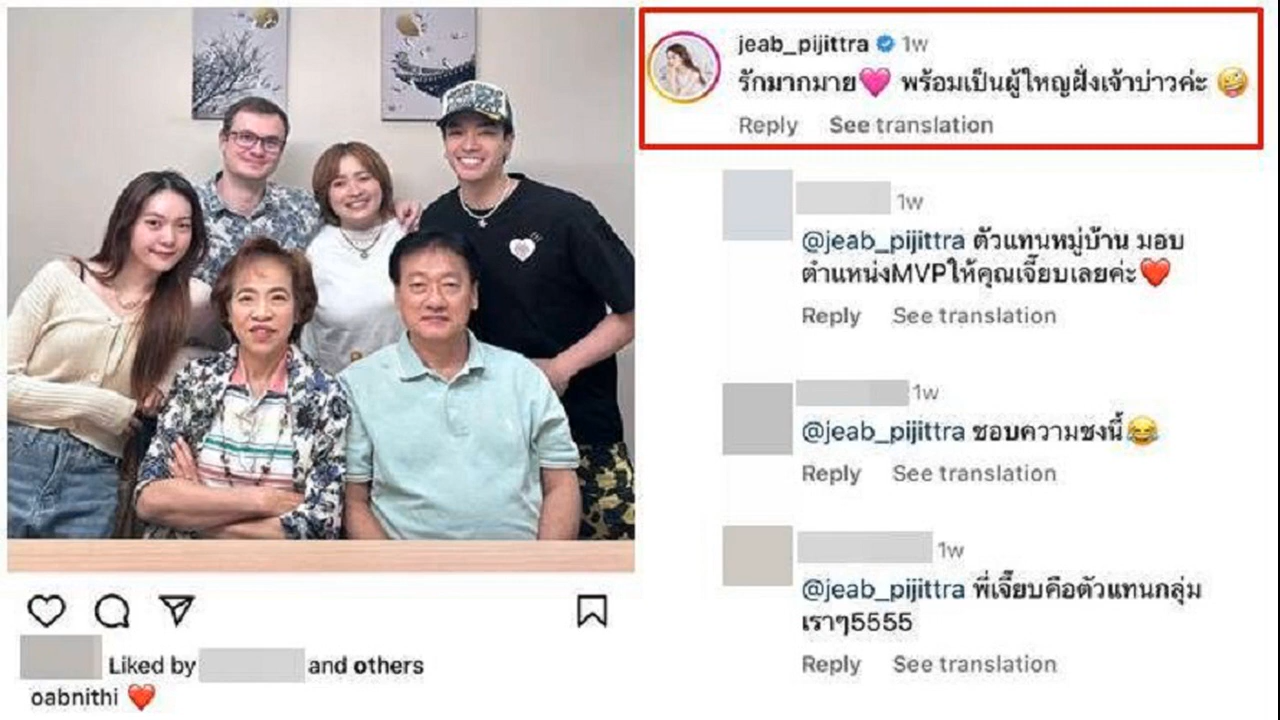 jeab_pijittra 1w
รักมากมาย🩷 พร้อมเป็นผู้ใหญฝั่งเจ้าบ่าวค่ะ 🤪
Reply See translation
1w
@jeab_pijittra ตัวแทนหมู่บ้าน มอบ
ตำแหน่งMVPให้คุณเจี๊ยบเลยค่ะ❤️
Reply See translation
1w
@jeab_pijittra ชอบความชงนี้😂
Reply See translation
1w
@jeab_pijittra พี่เจี๊ยบคือตัวแทนกลุ่ม
เราๆ5555
Reply See translation
Liked by and others
oabnithi ❤️